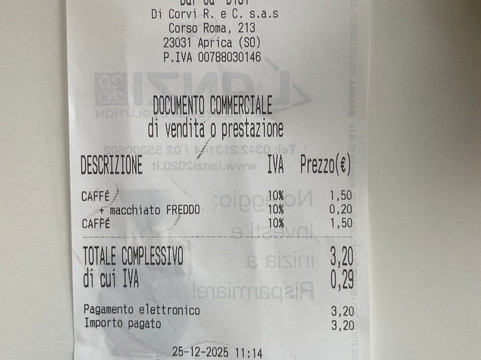 Di Corvi R. e C. s.a.s
Corso Roma, 213
23031 Aprica (SO)
P.IVA 00788030146
DOCUMENTO COMMERCIALE
di vendita o prestazione
DESCRIZIONE IVA Prezzo(€)
CAFFÉ 10% 1,50
+ macchiato FREDDO 10% 0,20
CAFFÉ 10% 1,50
TOTALE COMPLESSIVO 3,20
di cui IVA 0,29
Pagamento elettronico 3,20
Importo pagato 3,20
25-12-2025 11:14